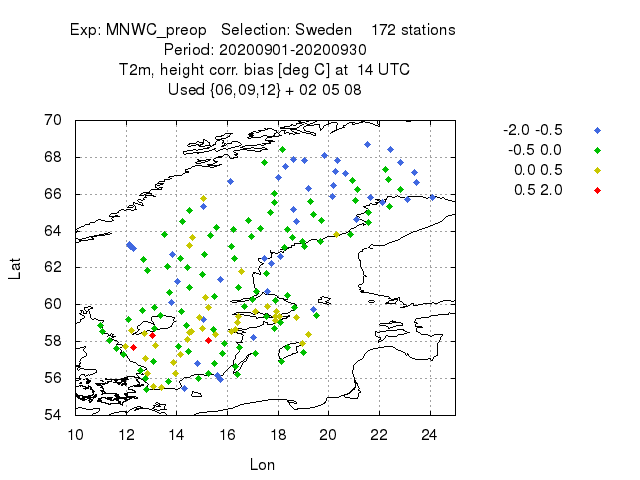 Exp: MNWC_preop Selection: Sweden 172 stations
Period: 20200901-20200930
T2m, height corr. bias [deg C] at 14 UTC
Used {06,09,12} + 02 05 08
-2.0 -0.5
-0.5 0.0
0.0 0.5
0.5 2.0
70
68
66
64
62
60
58
56
54
Lat
10 12 14 16 18 20 22 24
Lon